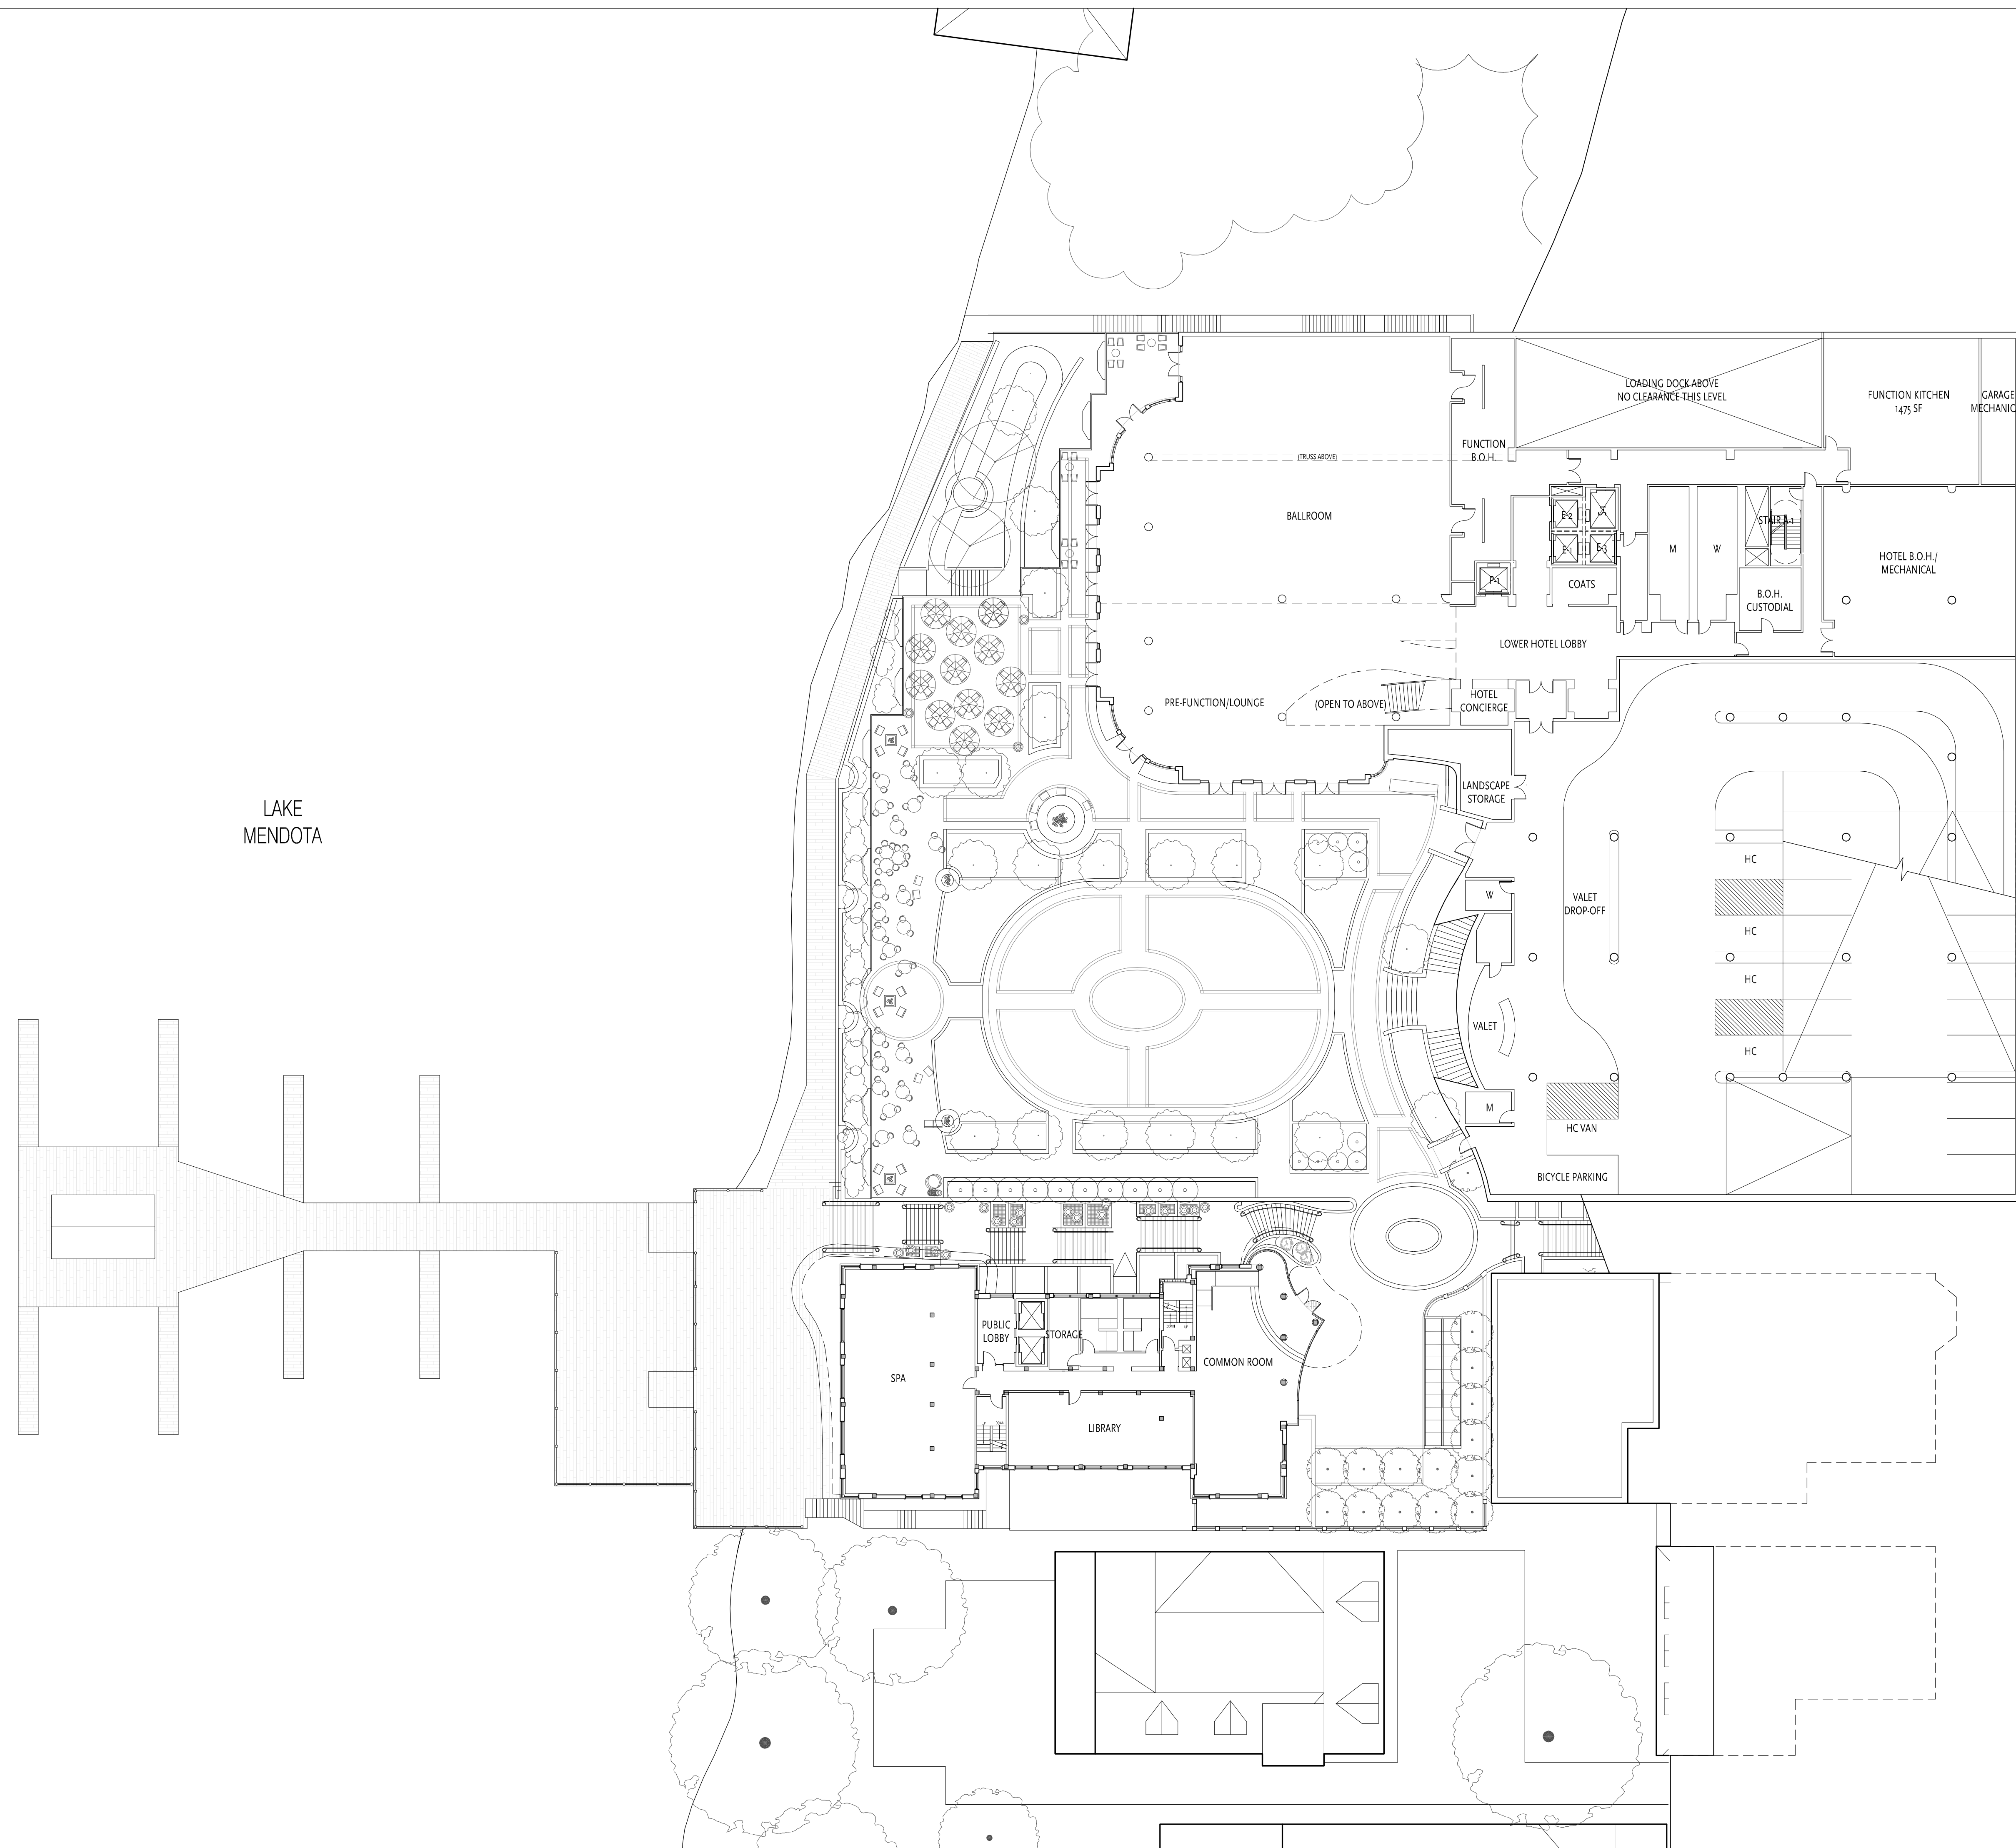 LOADING DOCK ABOVE
NO CLEARANCE THIS LEVEL
FUNCTION KITCHEN
1475 SF
GARAGE
MECHANIC
FUNCTION
B.O.H.
(TRUSS ABOVE)
BALLROOM
E-2
S-1
E-1
E-3
P-1
COATS
M
W
STAIR A-1
B.O.H.
CUSTODIAL
HOTEL B.O.H./
MECHANICAL
LOWER HOTEL LOBBY
PRE-FUNCTION/LOUNGE
(OPEN TO ABOVE)
HOTEL
CONCIERGE
LANDSCAPE
STORAGE
LAKE
MENDOTA
W
VALET
DROP-OFF
HC
HC
HC
HC
VALET
M
HC VAN
BICYCLE PARKING
PUBLIC
LOBBY
STORAGE
COMMON ROOM
SPA
LIBRARY